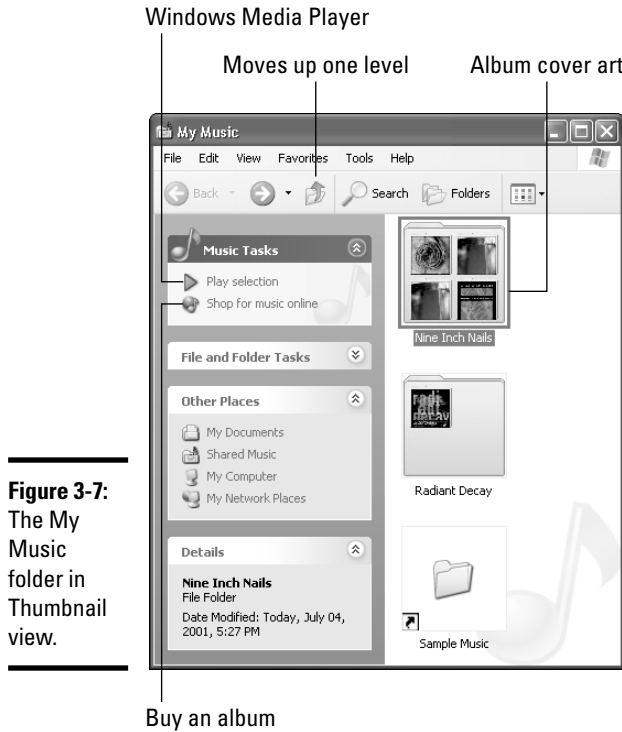 Windows Media Player
Moves up one level
Album cover art
My Music
File Edit View Favorites Tools Help
Back Search Folders
Music Tasks
Play selection
Shop for music online
File and Folder Tasks
Other Places
My Documents
Shared Music
My Computer
My Network Places
Details
Nine Inch Nails
File Folder
Date Modified: Today, July 04,
2001, 5:27 PM
Nine Inch Nails
radi
ant
decay
Radiant Decay
Sample Music
Figure 3-7:
The My
Music
folder in
Thumbnail
view.
Buy an album